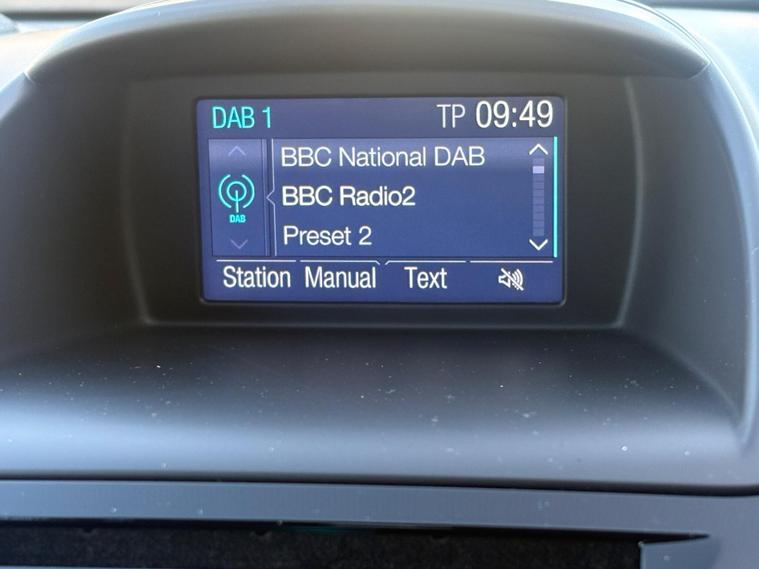 DAB 1 TP 09:49
BBC National DAB
BBC Radio2
DAB
Preset 2
Station Manual Text